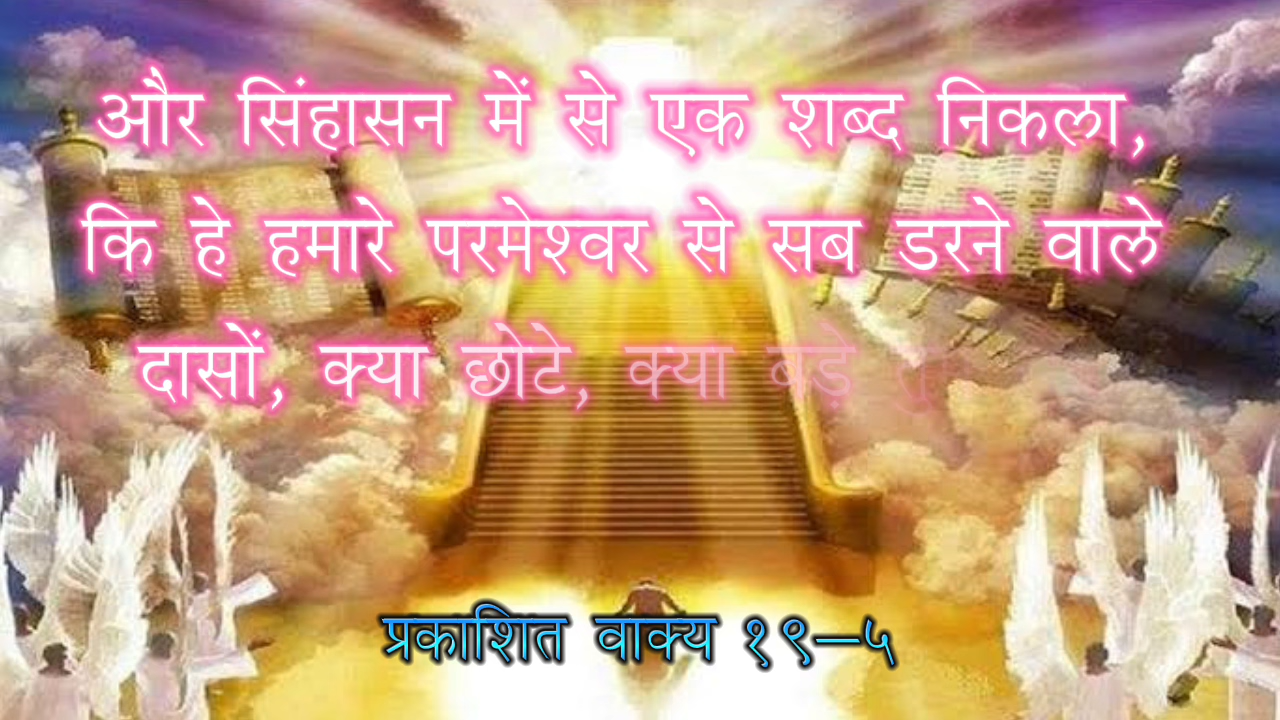 और सिंहासन में से एक शब्द निकला,
कि हे हमारे परमेश्वर से सब डरने वाले
दासों, क्या छोटे, क्या बड़े
प्रकाशित वाक्य १९–५